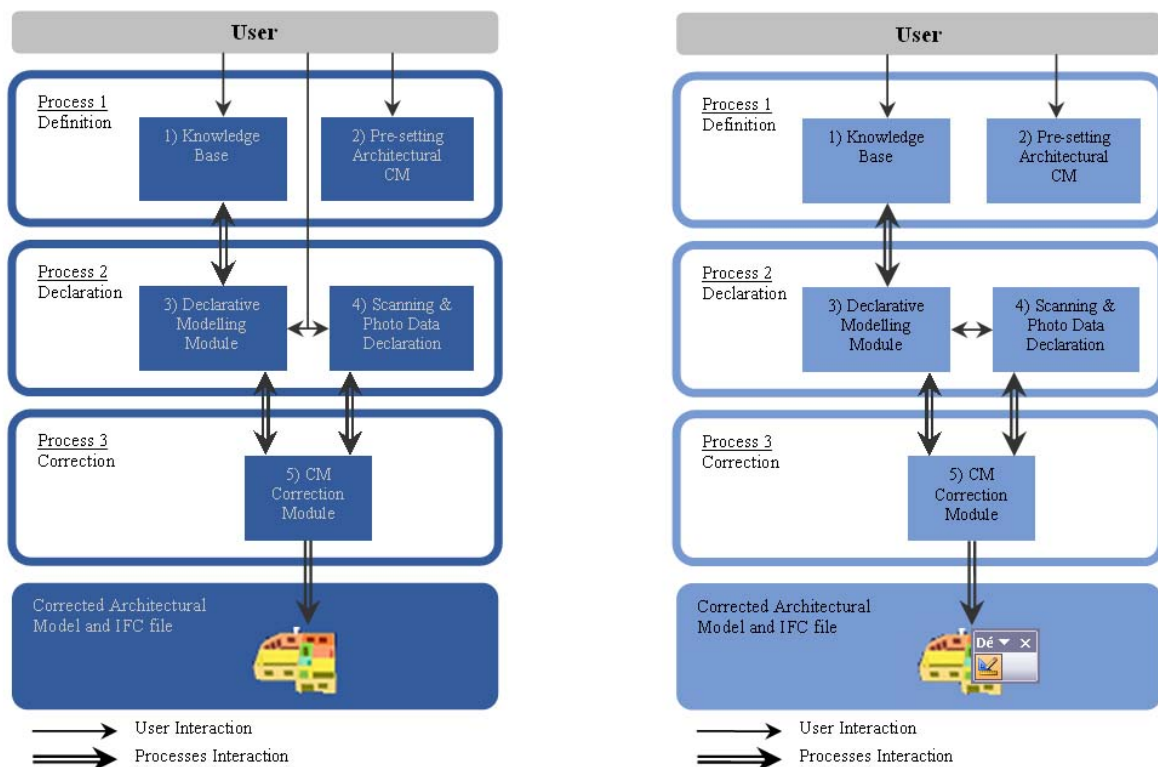 User
Process 1
Definition
1) Knowledge
Base
2) Pre-setting
Architectural
CM
Process 2
Declaration
3) Declarative
Modelling
Module
4) Scanning &
Photo Data
Declaration
Process 3
Correction
5) CM
Correction
Module
Corrected Architectural
Model and IFC file
User Interaction
Processes Interaction
User
Process 1
Definition
1) Knowledge
Base
2) Pre-setting
Architectural
CM
Process 2
Declaration
3) Declarative
Modelling
Module
4) Scanning &
Photo Data
Declaration
Process 3
Correction
5) CM
Correction
Module
Corrected Architectural
Model and IFC file
Dé
User Interaction
Processes Interaction